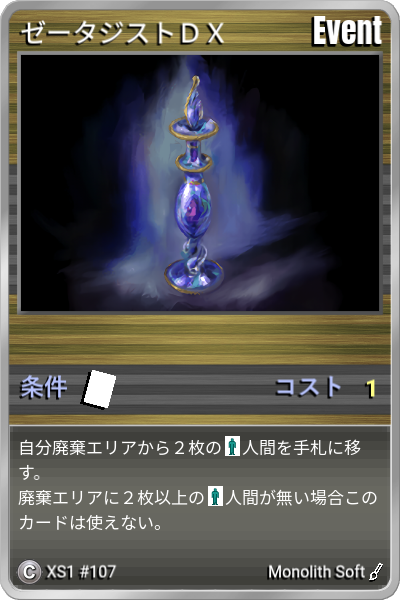 ゼータジストＤＸ Event
条件 コスト 1
自分廃棄エリアから２枚の人間を手札に移
す。
廃棄エリアに２枚以上の人間が無い場合この
カードは使えない。
Ⓒ XS1 #107 Monolith Soft